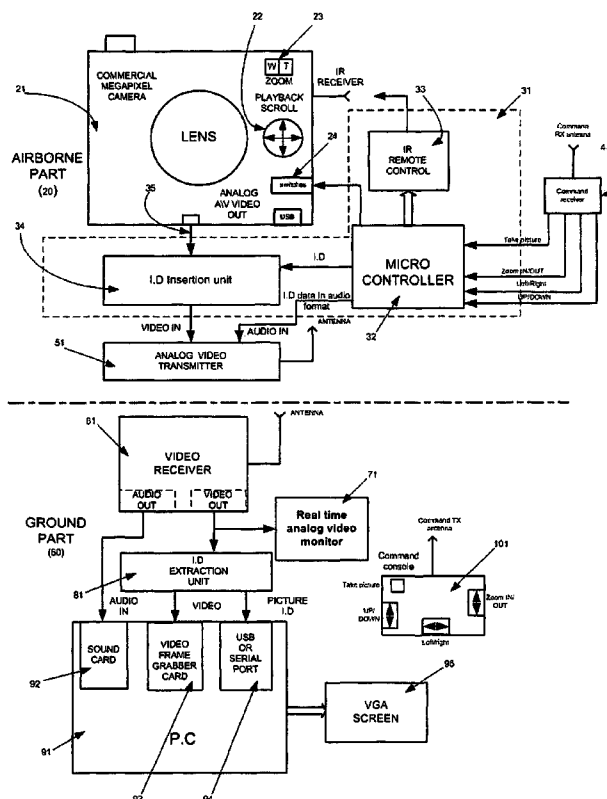 22
23
COMMERCIAL
MEGAPIXEL
CAMERA
W T
ZOOM
IR
RECEIVER
21
PLAYBACK
SCROLL
33
31
LENS
IR
REMOTE
CONTROL
Command
RX antenna
4
24
AIRBORNE
PART
(20)
35
switches
Command
receiver
ANALOG
A\V VIDEO
OUT
USB
Take picture
34
I.D Insertion unit
I.D
MICRO
CONTROLLER
Zoom IN/OUT
Left/Right
UP/DOWN
I.D data in audio
format
32
VIDEO IN
AUDIO IN
ANTENNA
51
ANALOG VIDEO
TRANSMITTER
61
ANTENNA
VIDEO
RECEIVER
71
AUDIO
OUT
VIDEO
OUT
Real time
analog video
monitor
GROUND
PART
(60)
Command TX
antenna
I.D
EXTRACTION
UNIT
Command
console
101
81
Take picture
Zoom IN/
OUT
AUDIO
IN
VIDEO
PICTURE
I.D
UP/
DOWN
Left/right
SOUND
CARD
VIDEO
FRAME
GRABBER
CARD
USB
OR
SERIAL
PORT
92
95
VGA
SCREEN
P.C
91
93
94